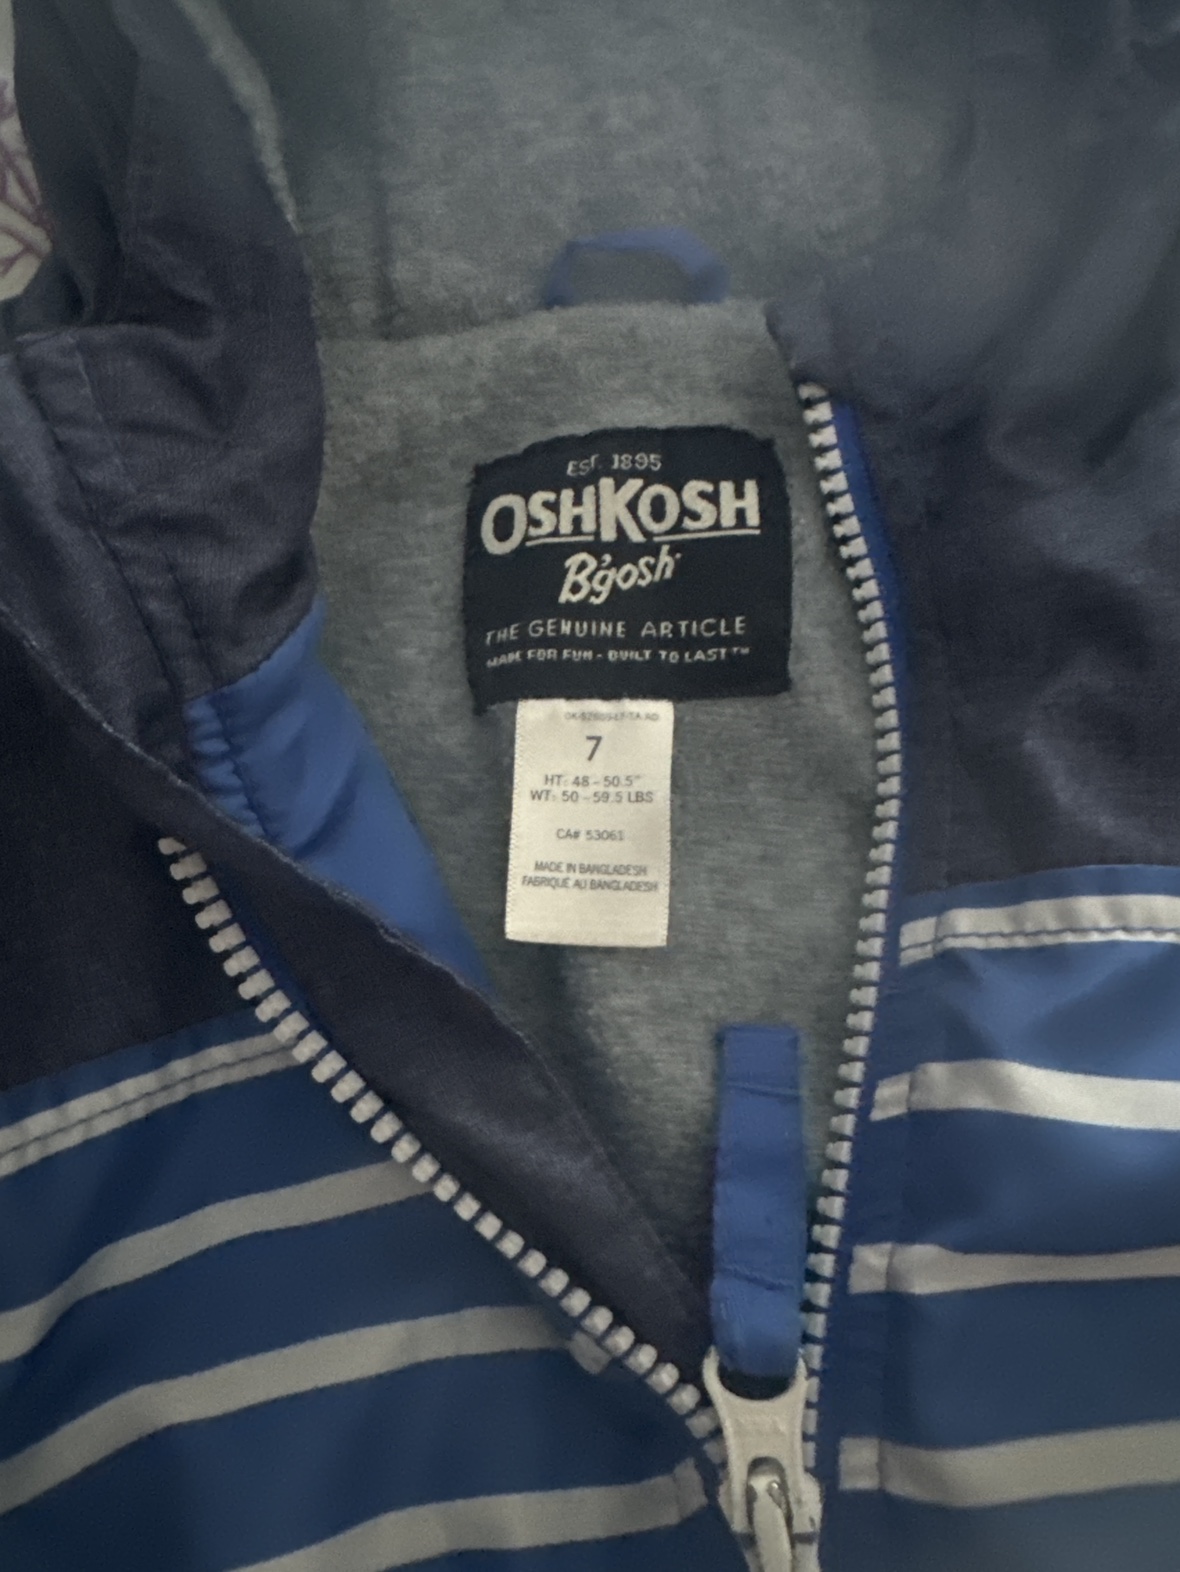 EST. 1895
OSHKOSH
B'gosh
THE GENUINE ARTICLE
MADE FOR FUN - BUILT TO LAST™
7
HT: 48 - 50.5"
WT: 50 - 59.5 LBS
CA# 53061
MADE IN BANGLADESH
FABRIQUÉ AU BANGLADESH